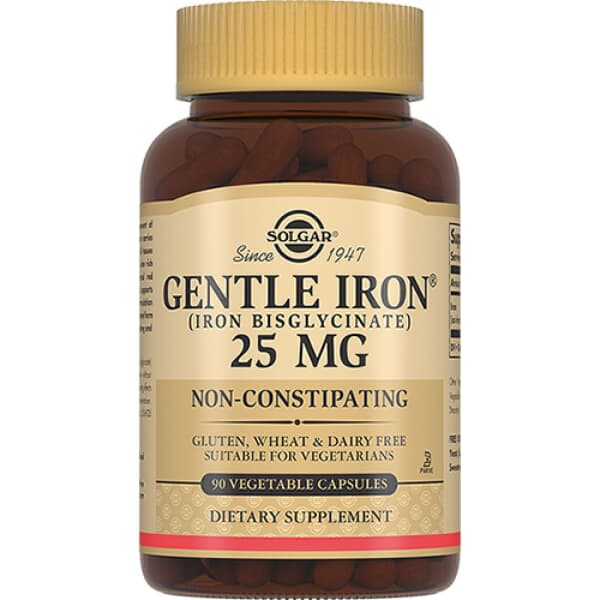 SOLGAR®
Since 1947
GENTLE IRON®
(IRON BISGLYCINATE)
25 MG
NON-CONSTIPATING
GLUTEN, WHEAT & DAIRY FREE
SUITABLE FOR VEGETARIANS
90 VEGETABLE CAPSULES
DIETARY SUPPLEMENT
PARVE